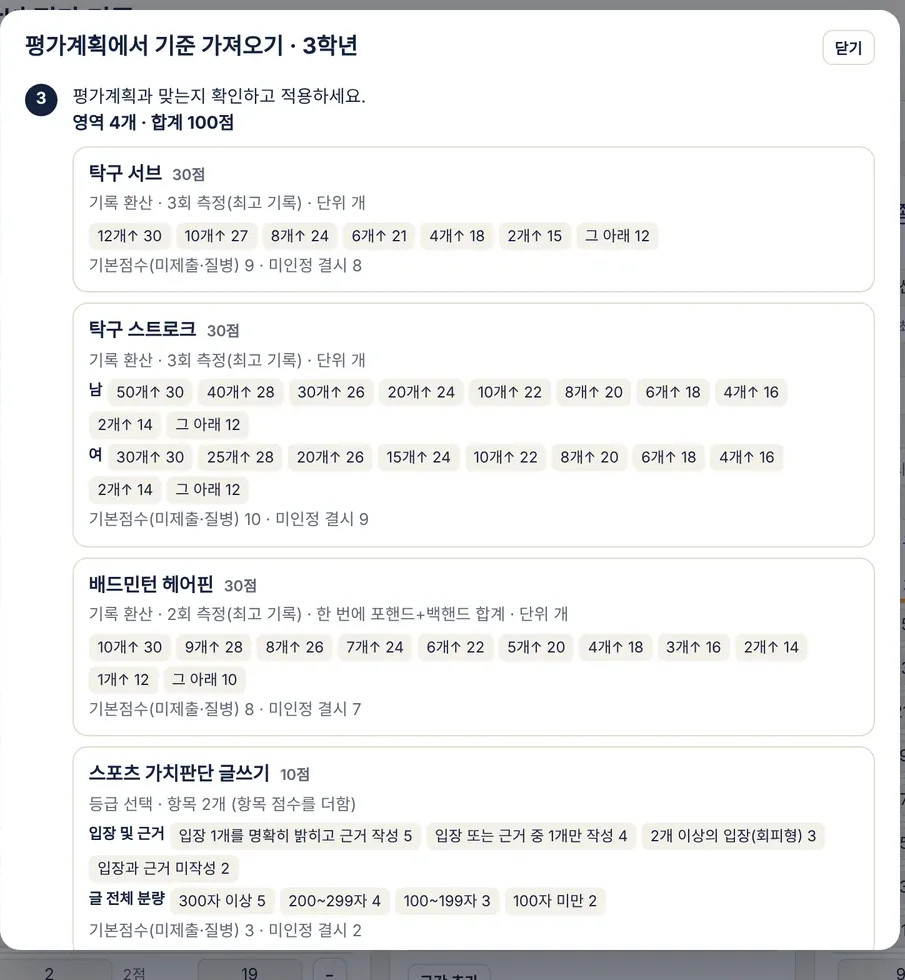 평가계획에서 기준 가져오기 · 3학년
닫기
3
평가계획과 맞는지 확인하고 적용하세요.
영역 4개 · 합계 100점
탁구 서브 30점
기록 환산 · 3회 측정(최고 기록) · 단위 개
12개↑ 30 10개↑ 27 8개↑ 24 6개↑ 21 4개↑ 18 2개↑ 15 그 아래 12
기본점수(미제출·질병) 9 · 미인정 결시 8
탁구 스트로크 30점
기록 환산 · 3회 측정(최고 기록) · 단위 개
남 50개↑ 30 40개↑ 28 30개↑ 26 20개↑ 24 10개↑ 22 8개↑ 20 6개↑ 18 4개↑ 16
2개↑ 14 그 아래 12
여 30개↑ 30 25개↑ 28 20개↑ 26 15개↑ 24 10개↑ 22 8개↑ 20 6개↑ 18 4개↑ 16
2개↑ 14 그 아래 12
기본점수(미제출·질병) 10 · 미인정 결시 9
배드민턴 헤어핀 30점
기록 환산 · 2회 측정(최고 기록) · 한 번에 포핸드+백핸드 합계 · 단위 개
10개↑ 30 9개↑ 28 8개↑ 26 7개↑ 24 6개↑ 22 5개↑ 20 4개↑ 18 3개↑ 16 2개↑ 14
1개↑ 12 그 아래 10
기본점수(미제출·질병) 8 · 미인정 결시 7
스포츠 가치판단 글쓰기 10점
등급 선택 · 항목 2개 (항목 점수를 더함)
입장 및 근거 입장 1개를 명확히 밝히고 근거 작성 5 입장 또는 근거 중 1개만 작성 4 2개 이상의 입장(회피형) 3
입장과 근거 미작성 2
글 전체 분량 300자 이상 5 200~299자 4 100~199자 3 100자 미만 2
기본점수(미제출·질병) 3 · 미인정 결시 2
2 2점 19 –